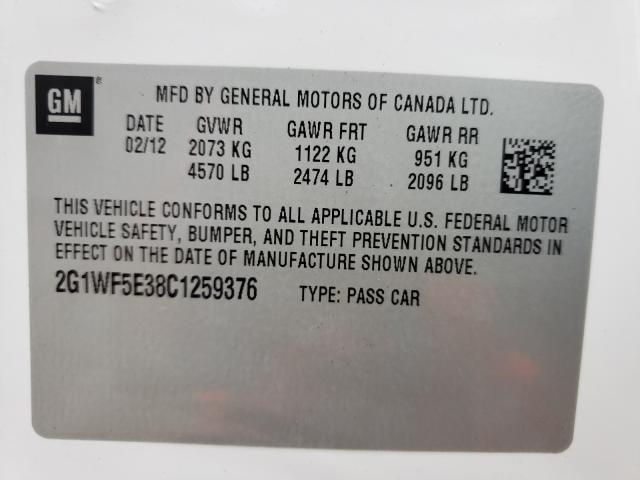 GM®
MFD BY GENERAL MOTORS OF CANADA LTD.
DATE GVWR GAWR FRT GAWR RR
02/12 2073 KG 1122 KG 951 KG
4570 LB 2474 LB 2096 LB
THIS VEHICLE CONFORMS TO ALL APPLICABLE U.S. FEDERAL MOTOR
VEHICLE SAFETY, BUMPER, AND THEFT PREVENTION STANDARDS IN
EFFECT ON THE DATE OF MANUFACTURE SHOWN ABOVE.
2G1WF5E38C1259376 TYPE: PASS CAR